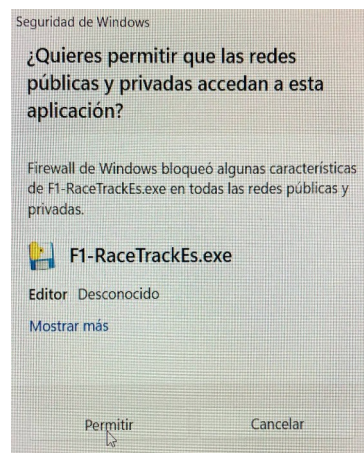 Seguridad de Windows
¿Quieres permitir que las redes
públicas y privadas accedan a esta
aplicación?
Firewall de Windows bloqueó algunas características
de F1-RaceTrackEs.exe en todas las redes públicas y
privadas.
F1-RaceTrackEs.exe
Editor Desconocido
Mostrar más
Permitir Cancelar